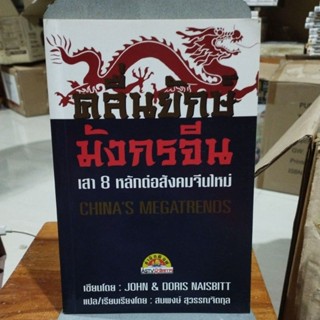 คลื่นยักษ์
มังกรจีน
เสา 8 หลักต่อสังคมจีนใหม่
CHINA'S MEGATRENDS
เขียนโดย : JOHN & DORIS NAISBITT
แปล/เรียบเรียงโดย : สมพงษ์ สุวรรณจิตกุล